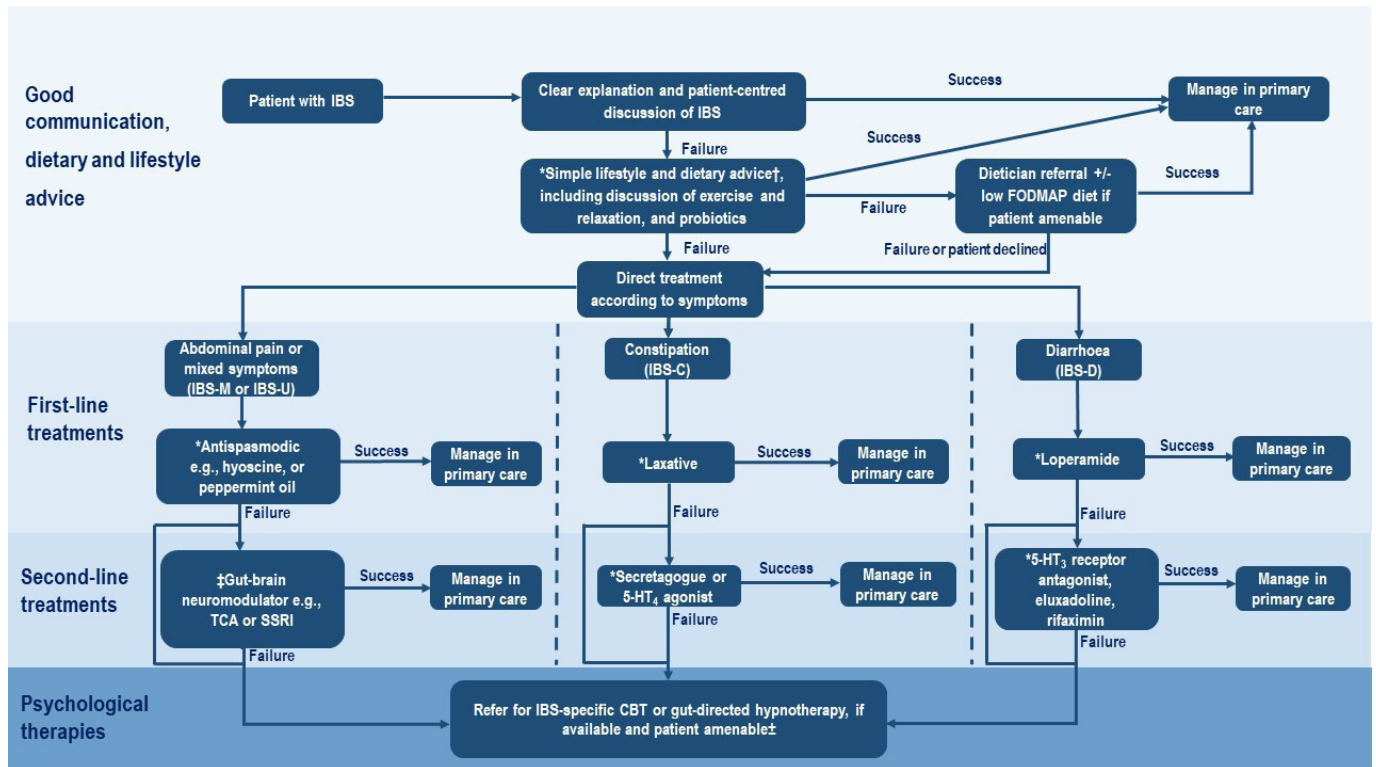 Good
communication,
dietary and lifestyle
advice
Patient with IBS
Clear explanation and patient-centred
discussion of IBS
Success
Manage in primary
care
Failure
Success
*Simple lifestyle and dietary advice†,
including discussion of exercise and
relaxation, and probiotics
Failure
Dietician referral +/-
low FODMAP diet if
patient amenable
Success
Failure
Failure or patient declined
Direct treatment
according to symptoms
First-line
treatments
Abdominal pain or
mixed symptoms
(IBS-M or IBS-U)
Constipation
(IBS-C)
Diarrhoea
(IBS-D)
*Antispasmodic
e.g., hyoscine, or
peppermint oil
Success
Manage in
primary care
*Laxative
Success
Manage in
primary care
*Loperamide
Success
Manage in
primary care
Failure
Failure
Failure
Second-line
treatments
‡Gut-brain
neuromodulator e.g.,
TCA or SSRI
Success
Manage in
primary care
*Secretagogue or
5-HT₄ agonist
Success
Manage in
primary care
*5-HT₃ receptor
antagonist,
eluxadoline,
rifaximin
Success
Manage in
primary care
Failure
Failure
Failure
Psychological
therapies
Refer for IBS-specific CBT or gut-directed hypnotherapy, if
available and patient amenable±